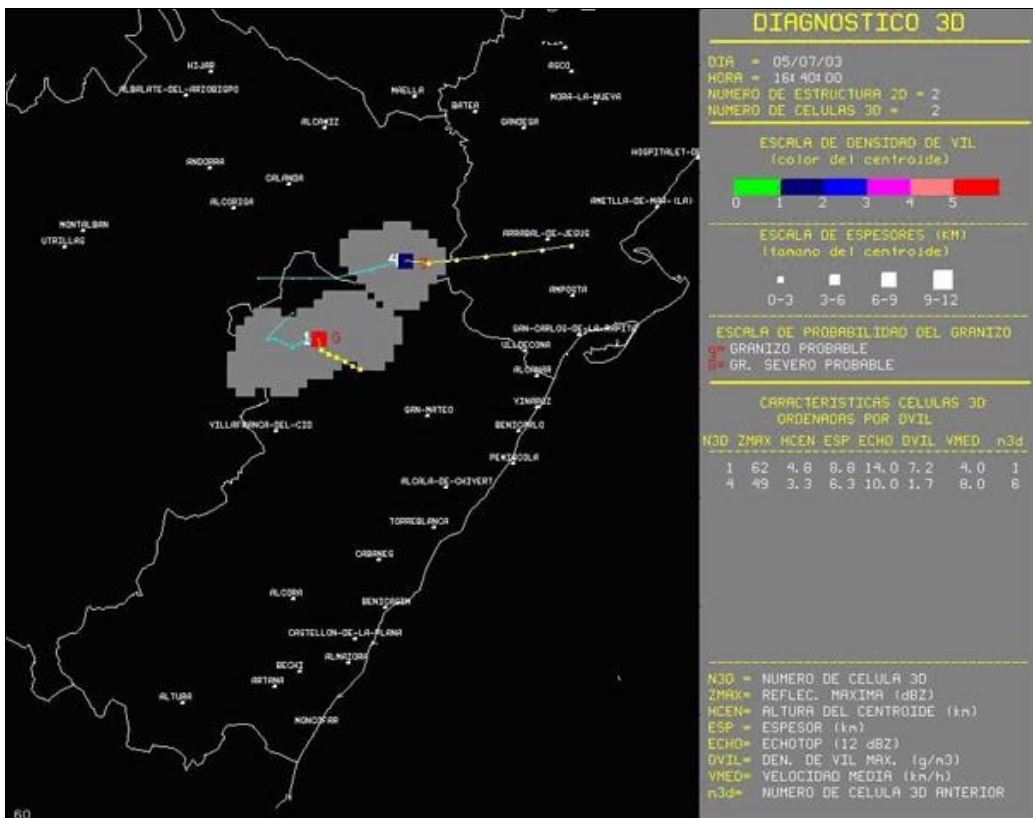 HIJAR
ASCO
ALBALATE-DEL-ARZOBISPO
MAELLA
MORA-LA-NUEVA
BATEA
ALCAÑIZ
GANDESA
HOSPITALET-DE
ANDORRA
CALANDA
ALCORISA
AMETLLA-DE-MAR-(LA)
MONTALBAN
UTRILLAS
ARRABAL-DE-JESUS
4
G
AMPOSTA
SAN-CARLOS-DE-LA-RAPITA
1
G
ULLDECONA
ALCANAR
VINAROZ
SAN-MATEO
VILLAFRANCA-DEL-CID
BENICARLO
PENISCOLA
ALCALA-DE-CHIVERT
TORREBLANCA
CABANES
ALCORA
BENICASIM
CASTELLON-DE-LA-PLANA
ALMAZORA
BECHI
ARTANA
ALTURA
MONCOFAR
60
DIAGNOSTICO 3D
DIA = 05/07/03
HORA = 16:40:00
NUMERO DE ESTRUCTURA 2D = 2
NUMERO DE CELULAS 3D = 2
ESCALA DE DENSIDAD DE VIL
(color del centroide)
0 1 2 3 4 5
ESCALA DE ESPESORES (KM)
(tamano del centroide)
0-3 3-6 6-9 9-12
ESCALA DE PROBABILIDAD DEL GRANIZO
g= GRANIZO PROBABLE
G= GR. SEVERO PROBABLE
CARACTERISTICAS CELULAS 3D
ORDENADAS POR DVIL
N3D ZMAX HCEN ESP ECHO DVIL VMED n3d
1 62 4.8 8.8 14.0 7.2 4.0 1
4 49 3.3 6.3 10.0 1.7 8.0 6
N3D = NUMERO DE CELULA 3D
ZMAX= REFLEC. MAXIMA (dBZ)
HCEN= ALTURA DEL CENTROIDE (km)
ESP = ESPESOR (km)
ECHO= ECHOTOP (12 dBZ)
DVIL= DEN. DE VIL MAX. (g/m3)
VMED= VELOCIDAD MEDIA (km/h)
n3d= NUMERO DE CELULA 3D ANTERIOR